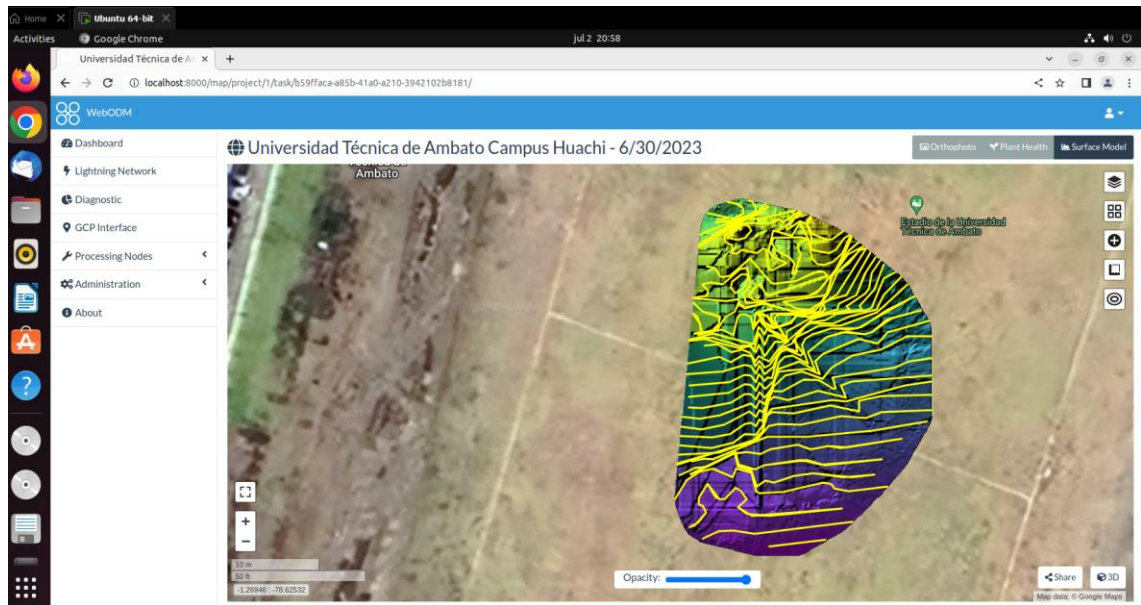 Home
Ubuntu 64-bit
Activities
Google Chrome
jul 2 20:58
Universidad Técnica de A
localhost:8000/map/project/1/task/b59ffaca-a85b-41a0-a210-3942102b8181/
WebODM
Dashboard
Lightning Network
Diagnostic
GCP Interface
Processing Nodes
Administration
About
Universidad Técnica de Ambato Campus Huachi - 6/30/2023
Orthophoto
Plant Health
Surface Model
Ambato
Estadio de la Universidad
Técnica de Ambato
10 m
50 ft
-1.26946 : -78.62532
Opacity:
Share
3D
Map data: © Google Maps